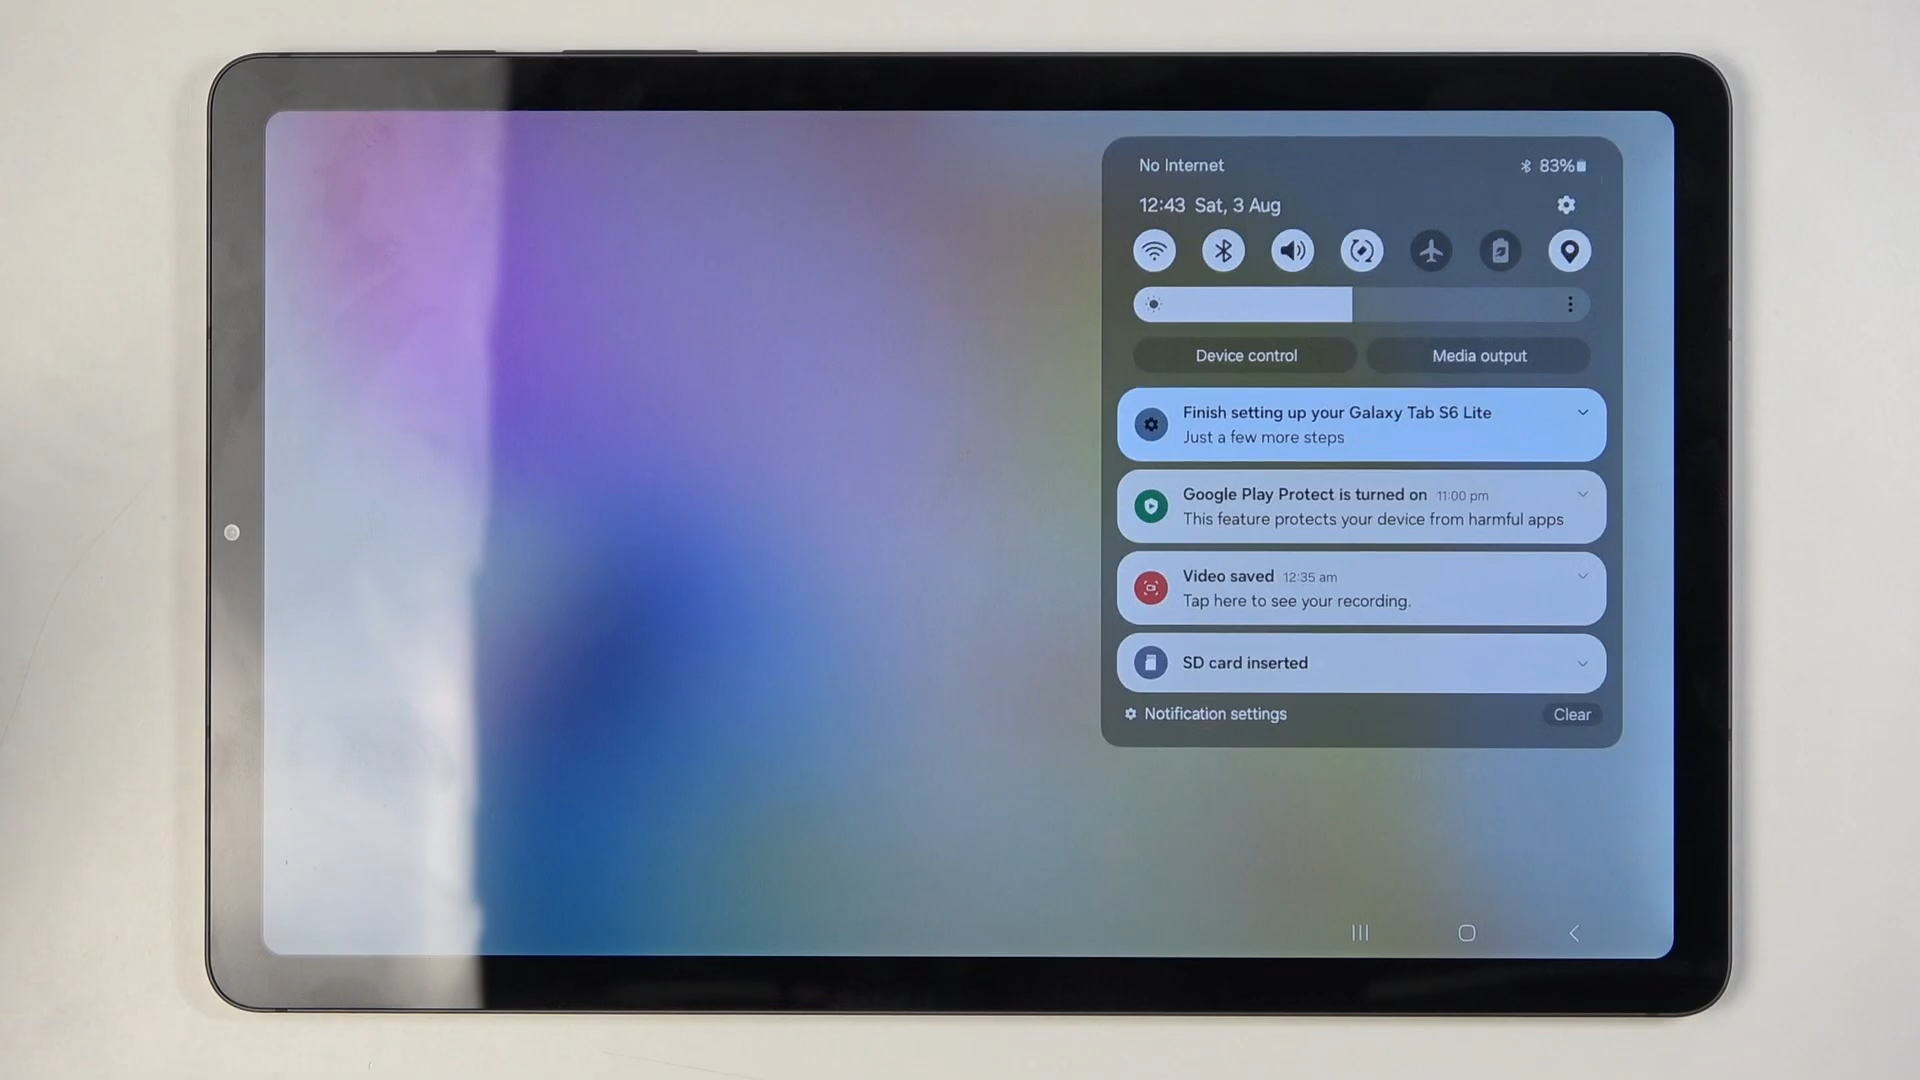 No Internet 83%
12:43 Sat, 3 Aug
Device control Media output
Finish setting up your Galaxy Tab S6 Lite
Just a few more steps
Google Play Protect is turned on 11:00 pm
This feature protects your device from harmful apps
Video saved 12:35 am
Tap here to see your recording.
SD card inserted
Notification settings Clear